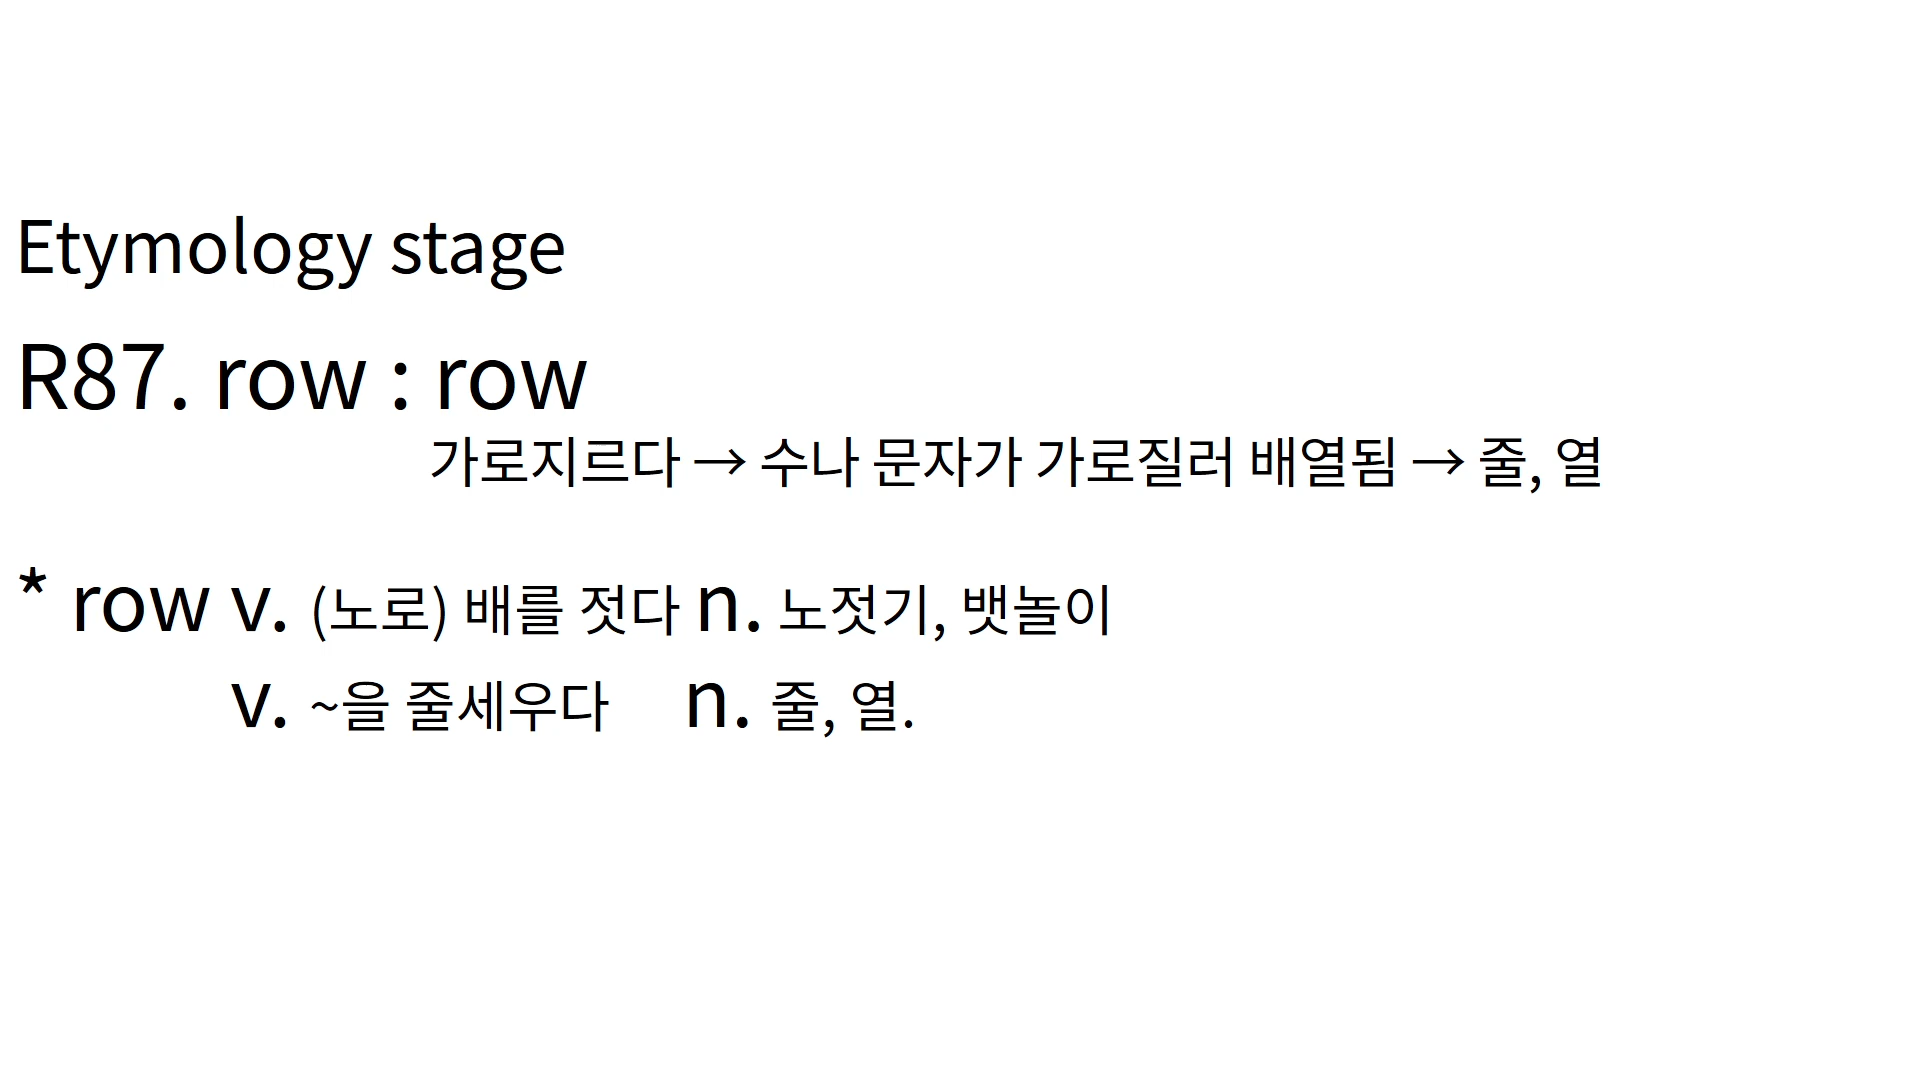 Etymology stage
R87. row : row
가로지르다 → 수나 문자가 가로질러 배열됨 → 줄, 열
* row v. (노로) 배를 젓다 n. 노젓기, 뱃놀이
v. ~을 줄세우다 n. 줄, 열.